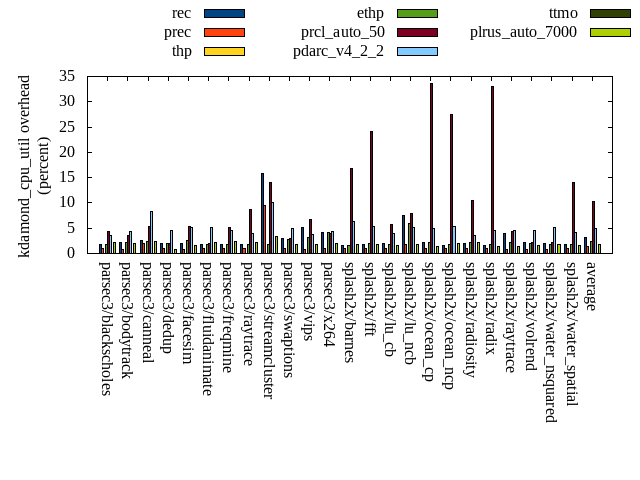 rec
prec
thp
ethp
prcl_auto_50
pdarc_v4_2_2
ttmo
plrus_auto_7000
kdamond_cpu_util overhead
(percent)
35
30
25
20
15
10
5
0
parsec3/blackscholes
parsec3/bodytrack
parsec3/canneal
parsec3/dedup
parsec3/facesim
parsec3/fluidanimate
parsec3/freqmine
parsec3/raytrace
parsec3/streamcluster
parsec3/swaptions
parsec3/vips
parsec3/x264
splash2x/barnes
splash2x/fft
splash2x/lu_cb
splash2x/lu_ncb
splash2x/ocean_cp
splash2x/ocean_ncp
splash2x/radiosity
splash2x/radix
splash2x/raytrace
splash2x/volrend
splash2x/water_nsquared
splash2x/water_spatial
average